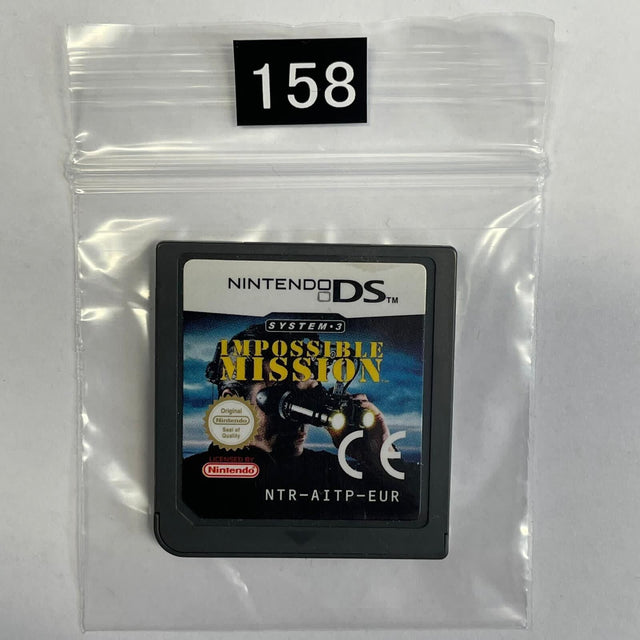 158
NINTENDO DS TM
SYSTEM•3
IMPOSSIBLE
MISSION
Original
Nintendo
Seal of
Quality
LICENSED BY
Nintendo
CE
NTR-AITP-EUR